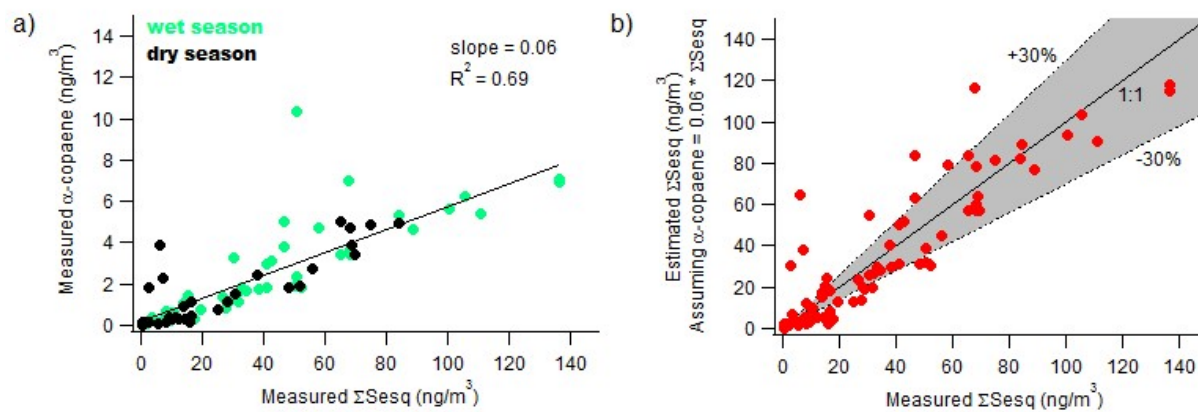 a)
wet season
dry season
slope = 0.06
R² = 0.69
Measured α-copaene (ng/m³)
14
12
10
8
6
4
2
0
0 20 40 60 80 100 120 140
Measured ΣSesq (ng/m³)
b)
+30%
1:1
-30%
Estimated ΣSesq (ng/m³)
Assuming α-copaene = 0.06 * ΣSesq
140
120
100
80
60
40
20
0
0 20 40 60 80 100 120 140
Measured ΣSesq (ng/m³)